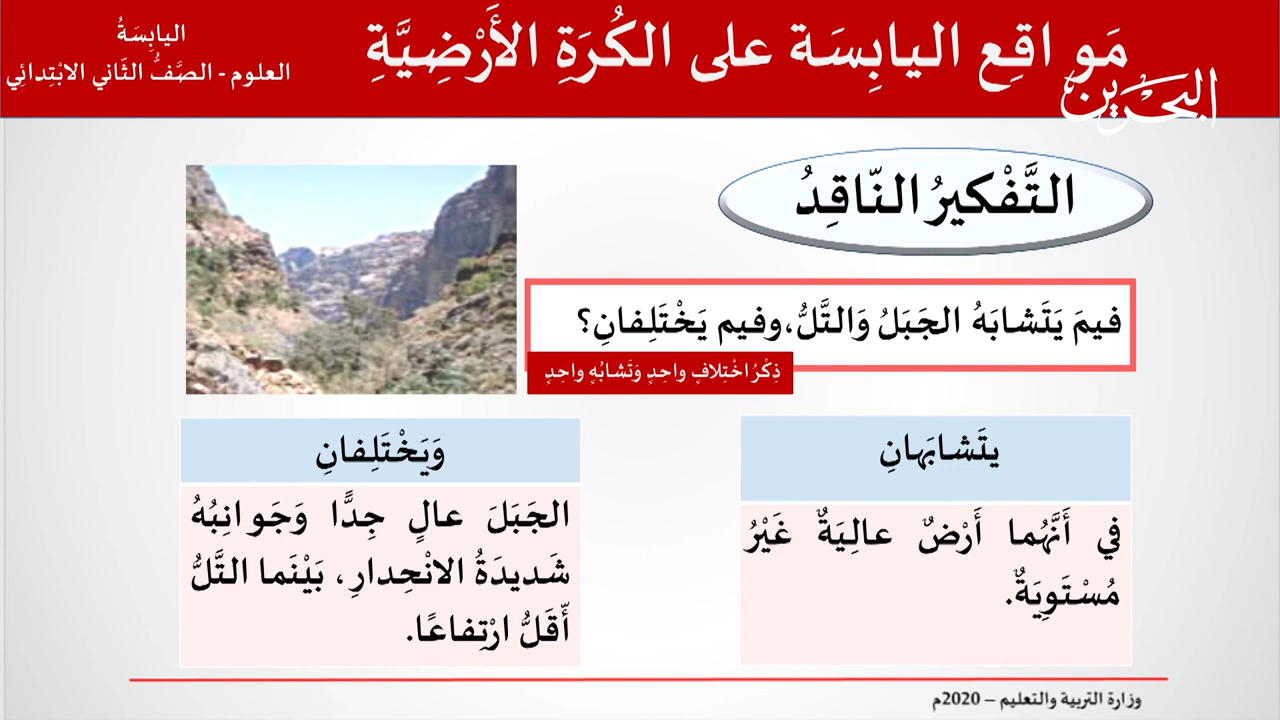 مَواقِع اليابِسَة على الكُرَةِ الأَرْضِيَّةِ
اليابِسَةُ
العلوم - الصَّفُّ الثّاني الابْتِدائِي
البحرين
التَّفْكيرُ النّاقِدُ
فيمَ يَتَشابَهُ الجَبَلُ وَالتَّلُّ،وفيم يَخْتَلِفانِ؟
ذِكْرُ اخْتِلافٍ واحِدٍ وَتَشابُهٍ واحِدٍ
يتَشابَهانِ
في أَنَّهُما أَرْضٌ عالِيَةٌ غَيْرُ
مُسْتَوِيَةٌ.
وَيَخْتَلِفانِ
الجَبَلَ عالٍ جِدًّا وَجَوانِبُهُ
شَديدَةُ الانْحِدارِ، بَيْنَما التَّلُّ
أّقَلُّ ارْتِفاعًا.
وزارة التربية والتعليم – 2020م